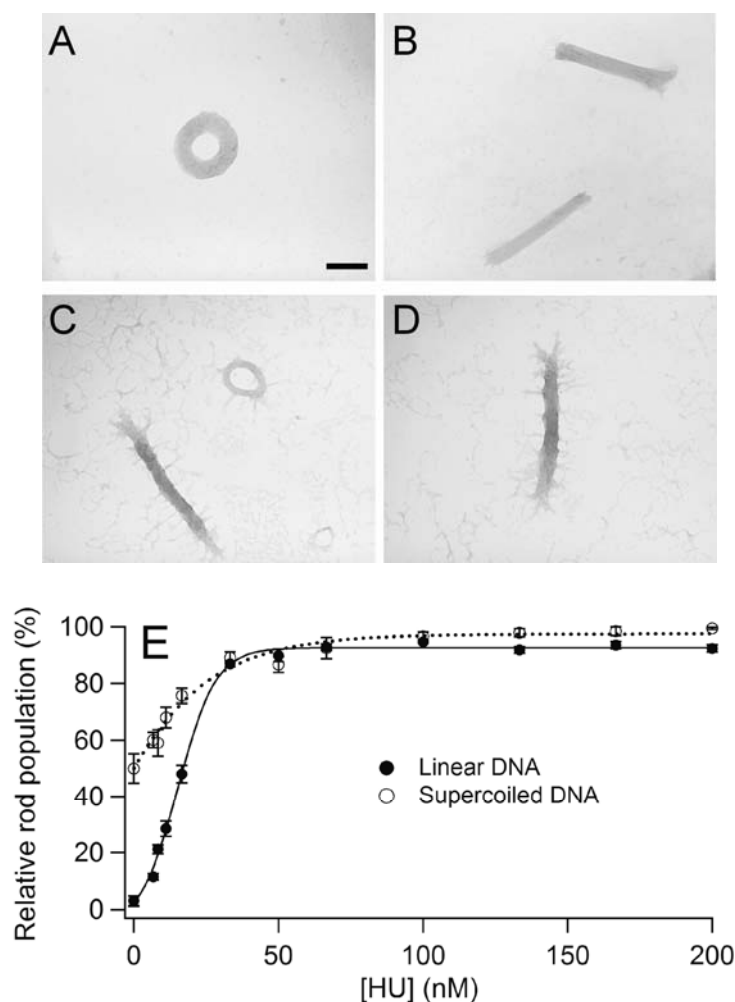 A
B
C
D
E
Relative rod population (%)
100
80
60
40
20
0
Linear DNA
Supercoiled DNA
0
50
100
150
200
[HU] (nM)